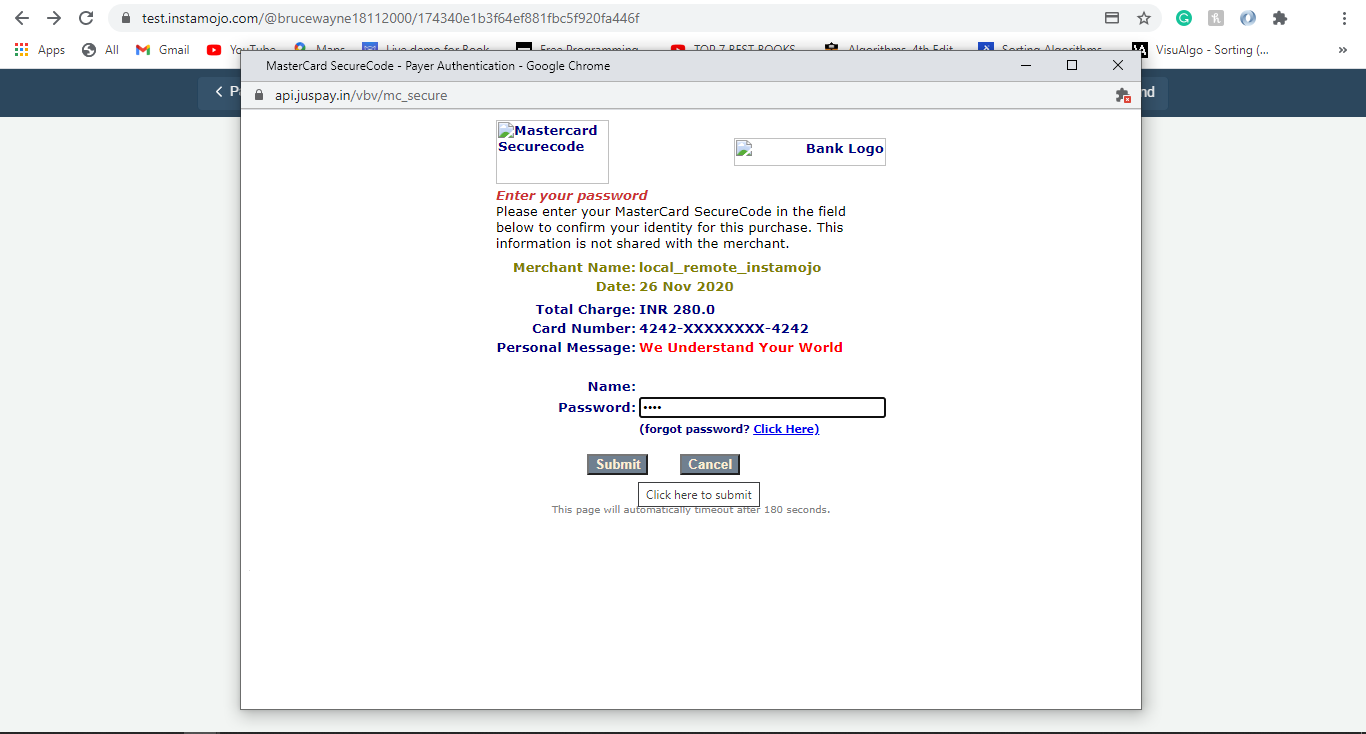 test.instamojo.com/@brucewayne18112000/174340e1b3f64ef881fbc5f920fa446f
Apps All Gmail YouTube Maps Live demo for Book Free Programming TOP 7 BEST BOOKS Algorithms, 4th Edit Sorting Algorithms VisuAlgo - Sorting (... »
MasterCard SecureCode - Payer Authentication - Google Chrome
api.juspay.in/vbv/mc_secure
Mastercard
Securecode
Bank Logo
Enter your password
Please enter your MasterCard SecureCode in the field
below to confirm your identity for this purchase. This
information is not shared with the merchant.
Merchant Name: local_remote_instamojo
Date: 26 Nov 2020
Total Charge: INR 280.0
Card Number: 4242-XXXXXXXX-4242
Personal Message: We Understand Your World
Name:
Password: ••••
(forgot password? Click Here)
Submit Cancel
Click here to submit
This page will automatically timeout after 180 seconds.